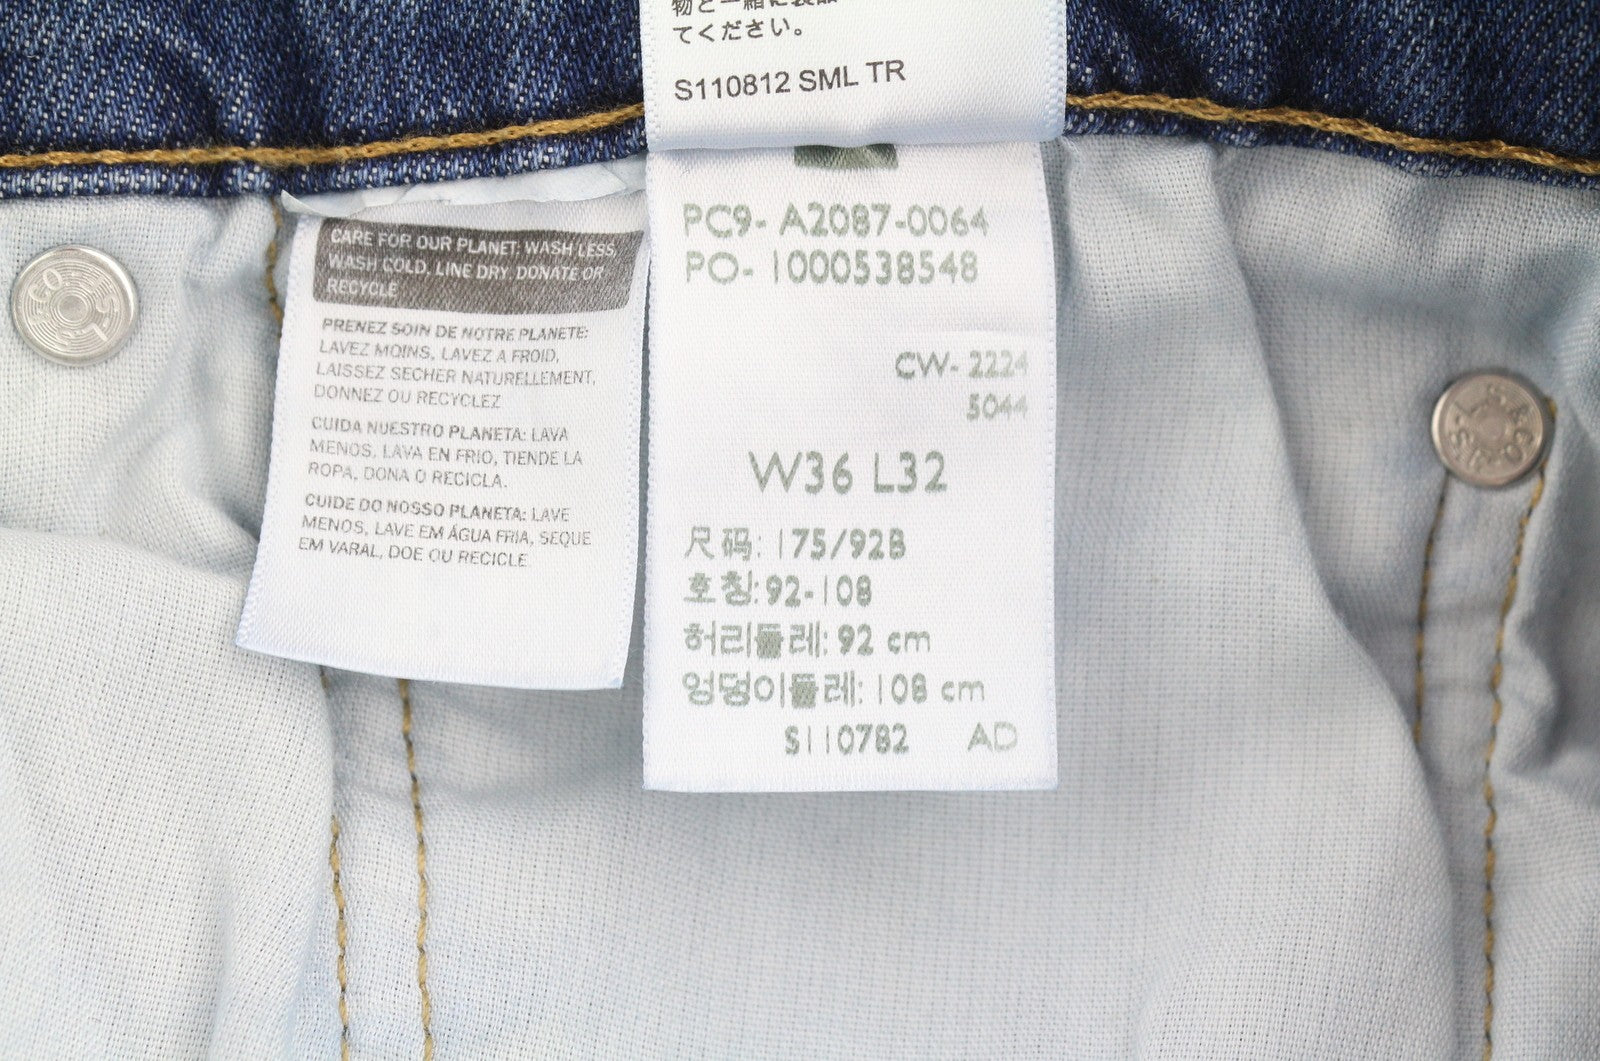 てください。
S110812 SML TR
CARE FOR OUR PLANET: WASH LESS,
WASH COLD, LINE DRY, DONATE OR
RECYCLE
PRENEZ SOIN DE NOTRE PLANETE:
LAVEZ MOINS, LAVEZ A FROID,
LAISSEZ SECHER NATURELLEMENT,
DONNEZ OU RECYCLEZ
CUIDA NUESTRO PLANETA: LAVA
MENOS, LAVA EN FRIO, TIENDE LA
ROPA, DONA O RECICLA.
CUIDE DO NOSSO PLANETA: LAVE
MENOS, LAVE EM ÁGUA FRIA, SEQUE
EM VARAL, DOE OU RECICLE
PC9- A2087-0064
PO- 1000538548
CW- 2224
5044
W36 L32
尺码: 175/92B
호칭: 92-108
허리둘레: 92 cm
엉덩이둘레: 108 cm
S110782 AD